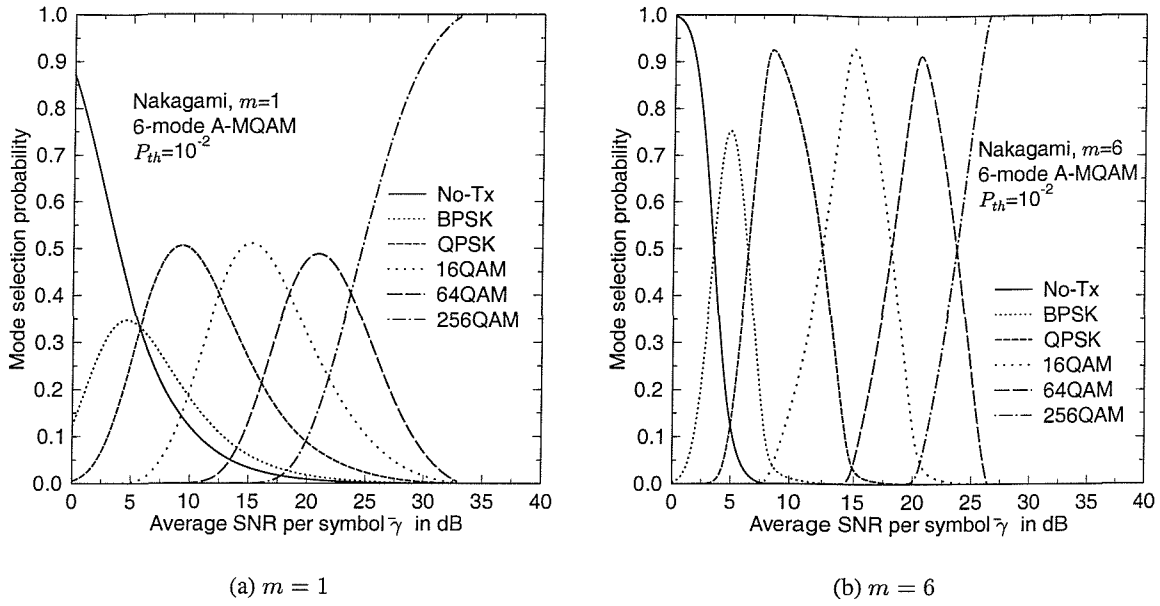 1.0
0.9
0.8
0.7
0.6
0.5
0.4
0.3
0.2
0.1
0.0
Mode selection probability
Nakagami, m=1
6-mode A-MQAM
Pth=10-2
No-Tx
BPSK
QPSK
16QAM
64QAM
256QAM
0 5 10 15 20 25 30 35 40
Average SNR per symbol γ̄ in dB
(a) m = 1
1.0
0.9
0.8
0.7
0.6
0.5
0.4
0.3
0.2
0.1
0.0
Mode selection probability
Nakagami, m=6
6-mode A-MQAM
Pth=10-2
No-Tx
BPSK
QPSK
16QAM
64QAM
256QAM
0 5 10 15 20 25 30 35 40
Average SNR per symbol γ̄ in dB
(b) m = 6